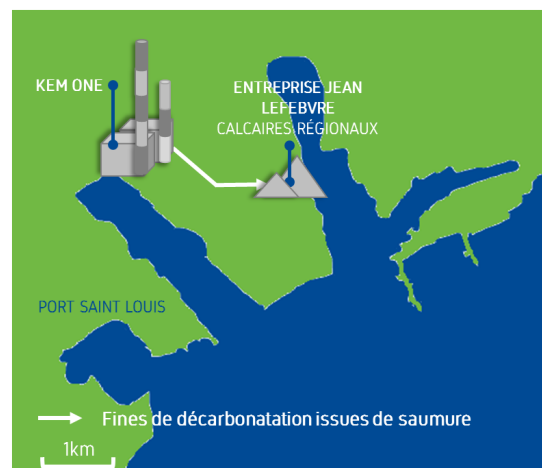 KEM ONE
ENTREPRISE JEAN
LEFEBVRE
CALCAIRES RÉGIONAUX
PORT SAINT LOUIS
Fines de décarbonatation issues de saumure
1km